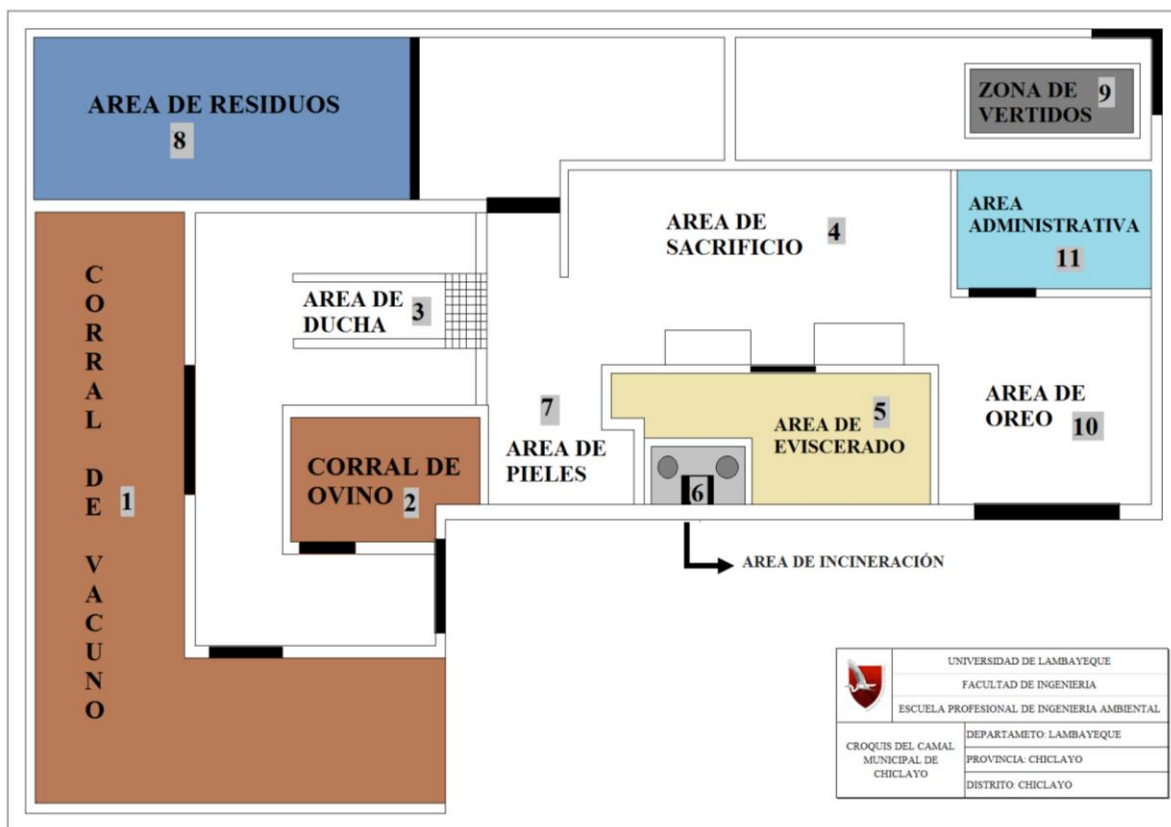 AREA DE RESIDUOS
8
ZONA DE
VERTIDOS
9
AREA DE
SACRIFICIO
4
AREA
ADMINISTRATIVA
11
CORRAL DE VACUNO
1
AREA DE
DUCHA
3
CORRAL DE
OVINO
2
7
AREA DE
PIELES
AREA DE
EVISCERADO
5
6
AREA DE
OREO
10
AREA DE INCINERACIÓN
UNIVERSIDAD DE LAMBAYEQUE
FACULTAD DE INGENIERIA
ESCUELA PROFESIONAL DE INGENIERIA AMBIENTAL
CROQUIS DEL CAMAL
MUNICIPAL DE
CHICLAYO
DEPARTAMETO: LAMBAYEQUE
PROVINCIA: CHICLAYO
DISTRITO: CHICLAYO